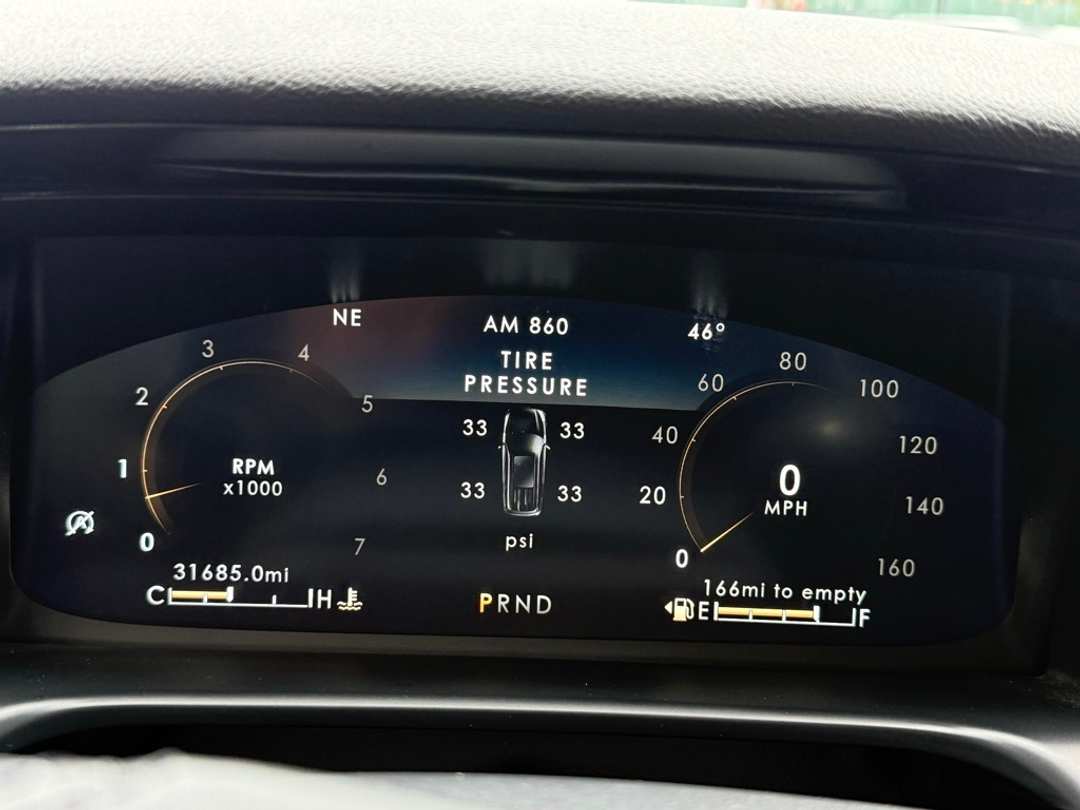 NE
AM 860
46°
TIRE
PRESSURE
33 33
33 33
psi
0
1
2
3
4
5
6
7
RPM
x1000
0
20
40
60
80
100
120
140
160
0
MPH
A
31685.0mi
C H
PRND
166mi to empty
E F